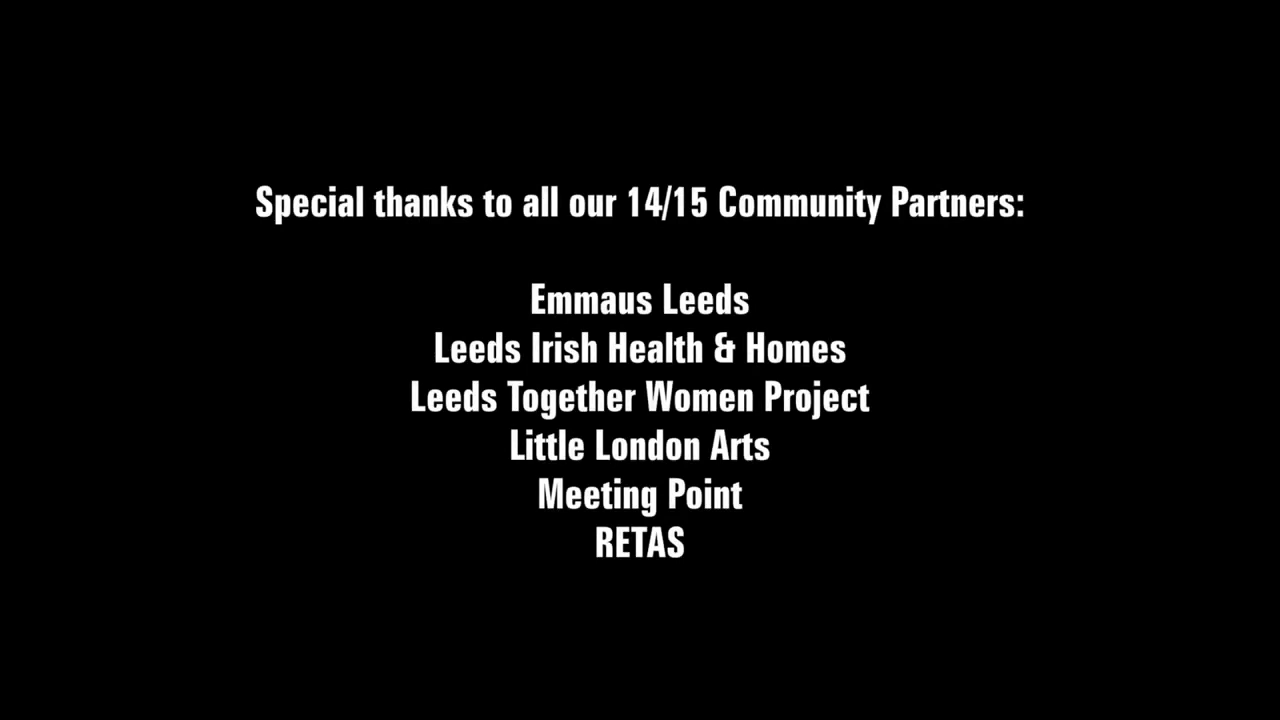 Special thanks to all our 14/15 Community Partners:
Emmaus Leeds
Leeds Irish Health & Homes
Leeds Together Women Project
Little London Arts
Meeting Point
RETAS